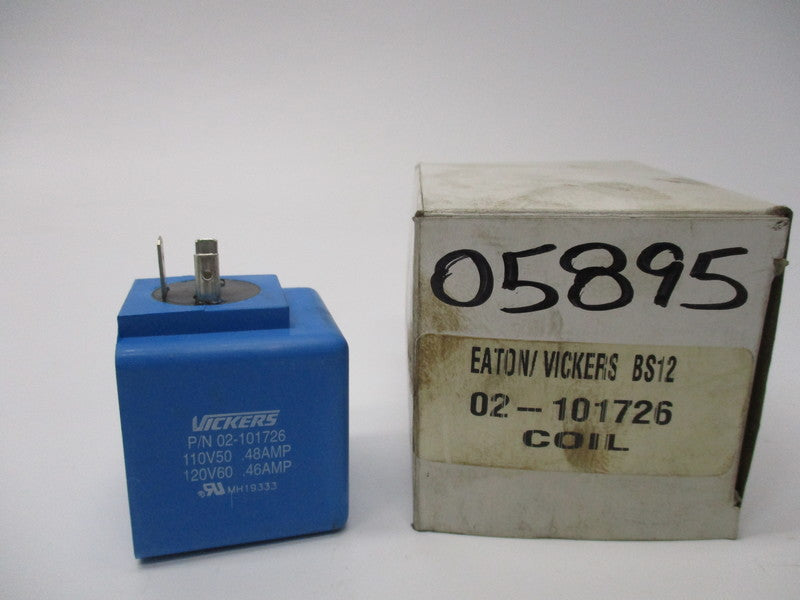 VICKERS
P/N 02-101726
110V50 .48AMP
120V60 .46AMP
MH19333
05895
EATON/VICKERS BS12
02-101726
COIL